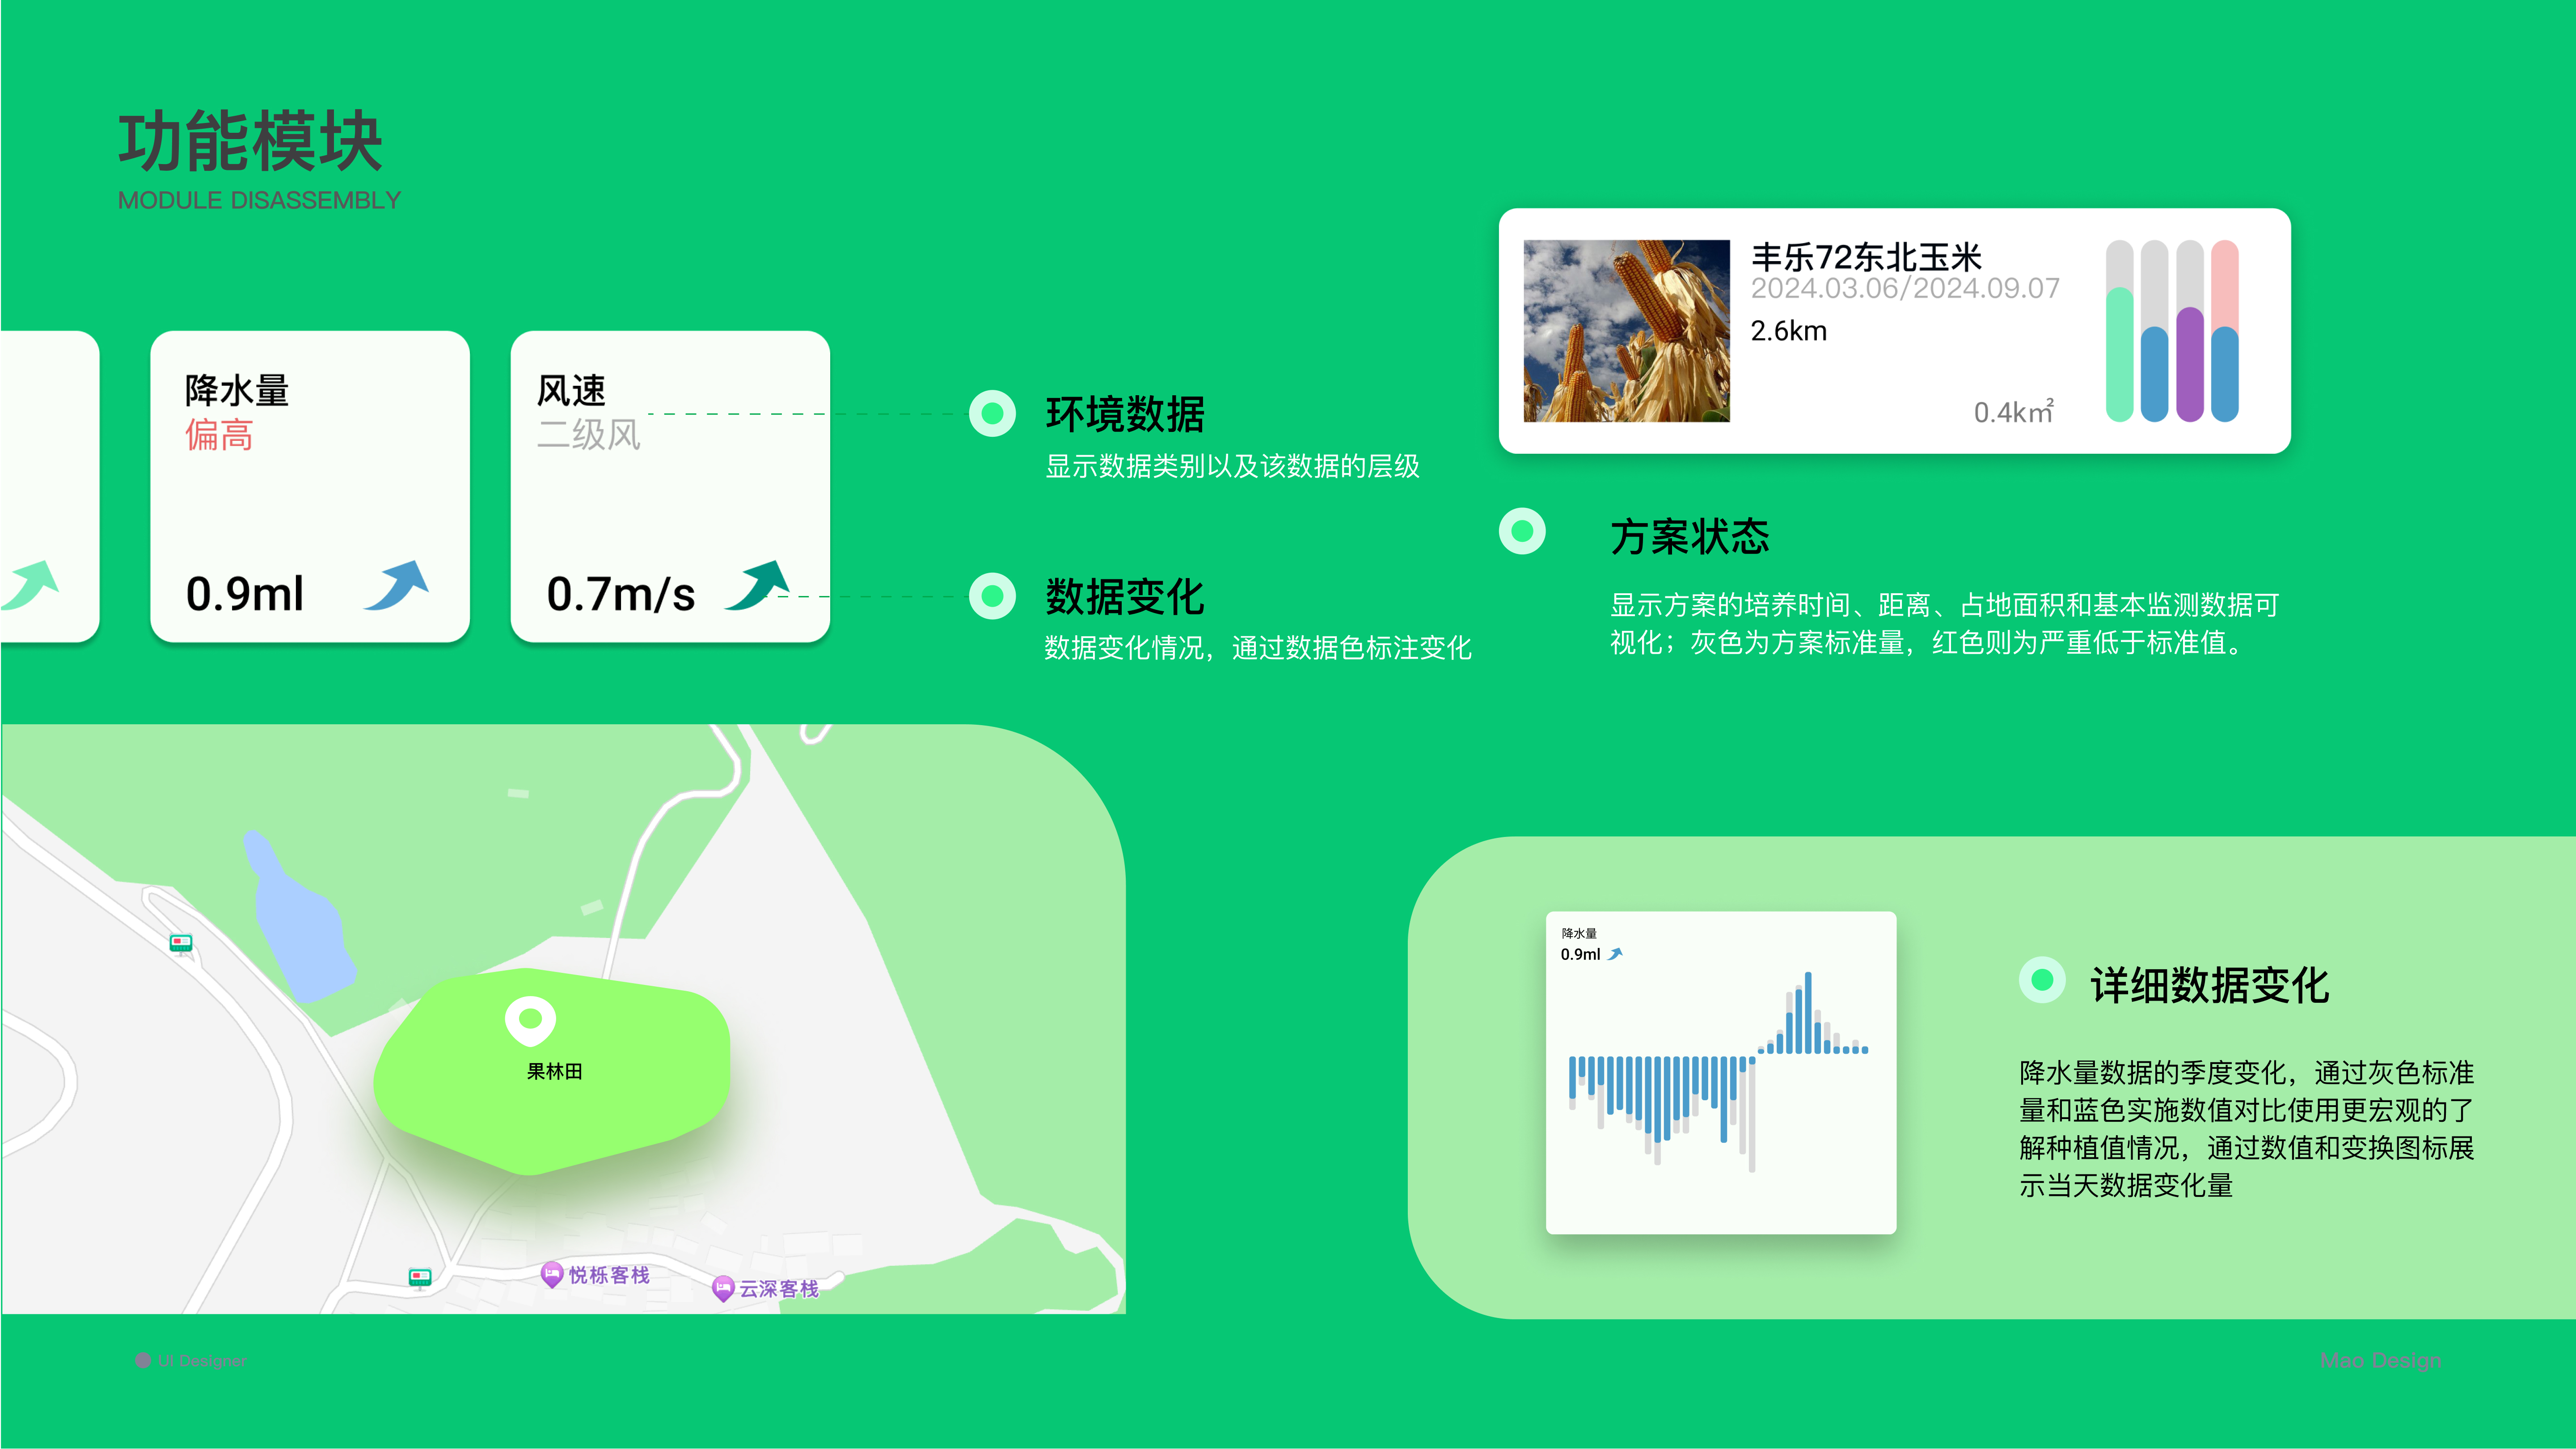 功能模块
MODULE DISASSEMBLY
降水量
偏高
0.9ml
风速
二级风
0.7m/s
环境数据
显示数据类别以及该数据的层级
数据变化
数据变化情况，通过数据色标注变化
丰乐72东北玉米
2024.03.06/2024.09.07
2.6km
0.4km²
方案状态
显示方案的培养时间、距离、占地面积和基本监测数据可
视化；灰色为方案标准量，红色则为严重低于标准值。
果林田
悦栎客栈
云深客栈
降水量
0.9ml
详细数据变化
降水量数据的季度变化，通过灰色标准
量和蓝色实施数值对比使用更宏观的了
解种植值情况，通过数值和变换图标展
示当天数据变化量
UI Designer
Mao Design